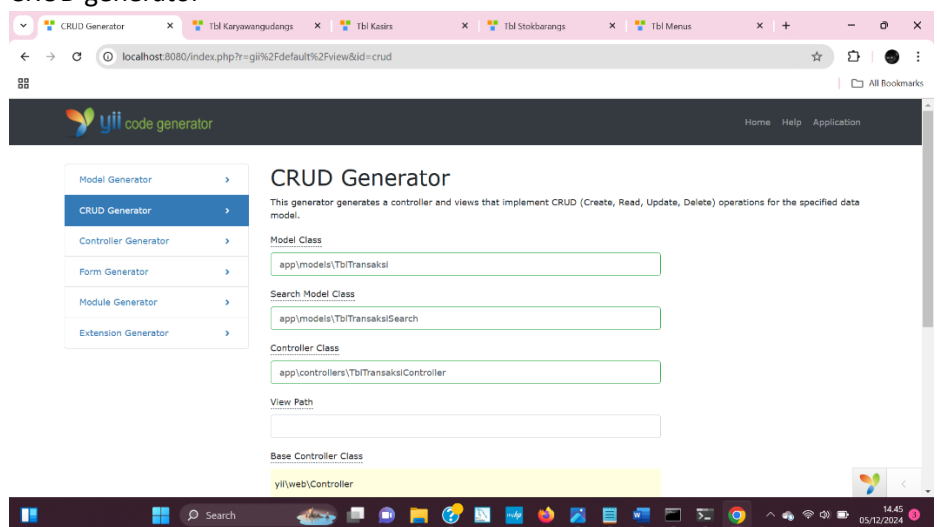 CRUD generator
CRUD Generator
Tbl Karyawangudangs
Tbl Kasirs
Tbl Stokbarangs
Tbl Menus
localhost:8080/index.php?r=gii%2Fdefault%2Fview&id=crud
All Bookmarks
yii code generator
Home Help Application
Model Generator
CRUD Generator
Controller Generator
Form Generator
Module Generator
Extension Generator
CRUD Generator
This generator generates a controller and views that implement CRUD (Create, Read, Update, Delete) operations for the specified data
model.
Model Class
app\models\TblTransaksi
Search Model Class
app\models\TblTransaksiSearch
Controller Class
app\controllers\TblTransaksiController
View Path
Base Controller Class
yii\web\Controller
Search
14.45
05/12/2024
3